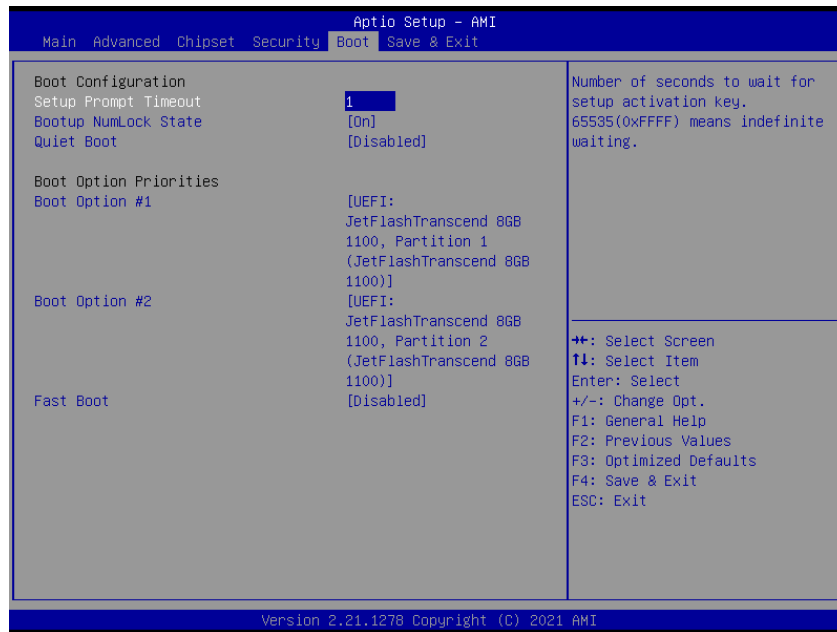 Aptio Setup – AMI
Main Advanced Chipset Security Boot Save & Exit
Boot Configuration
Setup Prompt Timeout 1
Bootup NumLock State [On]
Quiet Boot [Disabled]
Boot Option Priorities
Boot Option #1 [UEFI:
JetFlashTranscend 8GB
1100, Partition 1
(JetFlashTranscend 8GB
1100)]
Boot Option #2 [UEFI:
JetFlashTranscend 8GB
1100, Partition 2
(JetFlashTranscend 8GB
1100)]
Fast Boot [Disabled]
Number of seconds to wait for
setup activation key.
65535(0xFFFF) means indefinite
waiting.
→←: Select Screen
↑↓: Select Item
Enter: Select
+/-: Change Opt.
F1: General Help
F2: Previous Values
F3: Optimized Defaults
F4: Save & Exit
ESC: Exit
Version 2.21.1278 Copyright (C) 2021 AMI